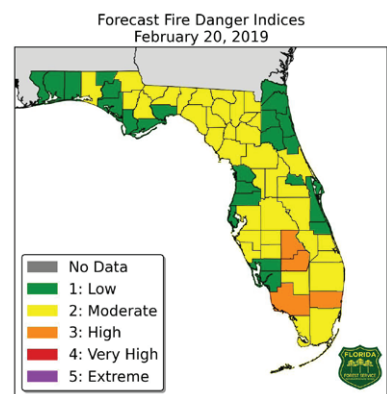 Forecast Fire Danger Indices
February 20, 2019
No Data
1: Low
2: Moderate
3: High
4: Very High
5: Extreme
FLORIDA
FOREST SERVICE